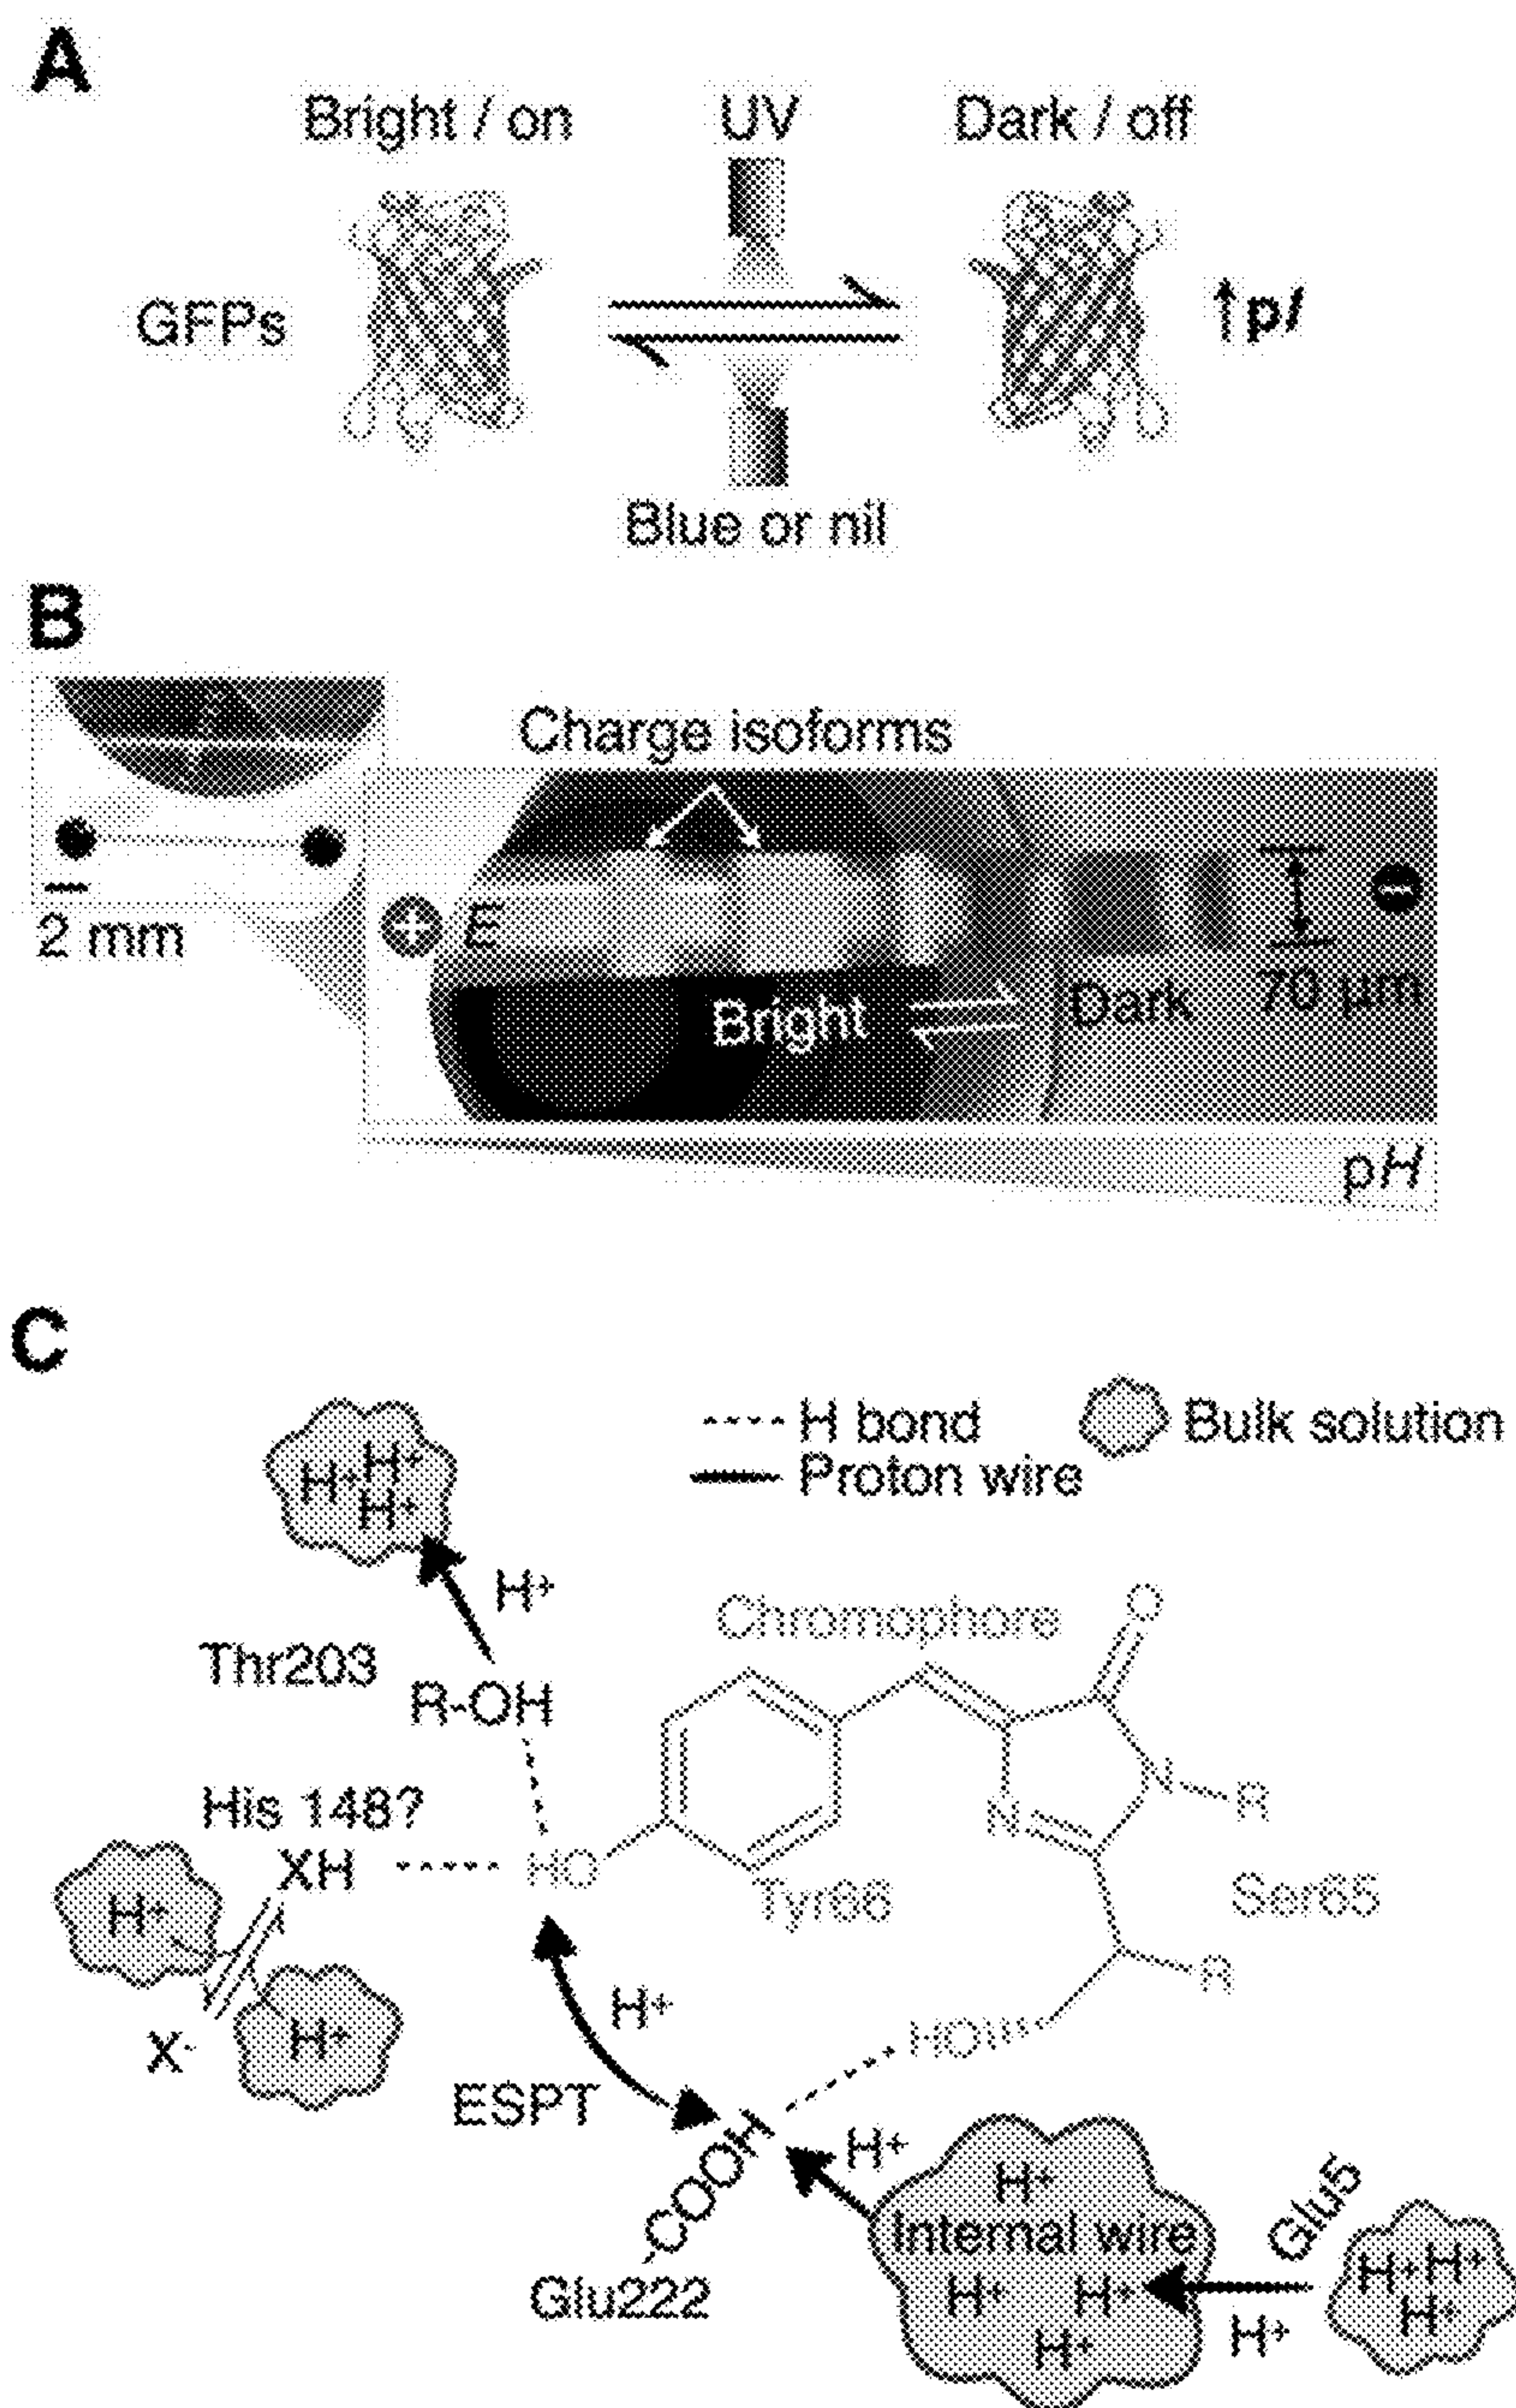 A
Bright / on UV Dark / off
GFPs ↑pI
Blue or nil
B
Charge isoforms
2 mm
+ E −
Bright Dark 70 µm
pH
C
H bond Bulk solution
Proton wire
H+ H+ H+
H+
Chromophore O
Thr203
R-OH
N R
His 148? N
XH HO
Tyr66 Ser65
H+
R
H+
X- H+
HO
ESPT
COOH H+ H+
Glu5
Internal wire
Glu222 H+ H+ H+ H+ H+
H+ H+